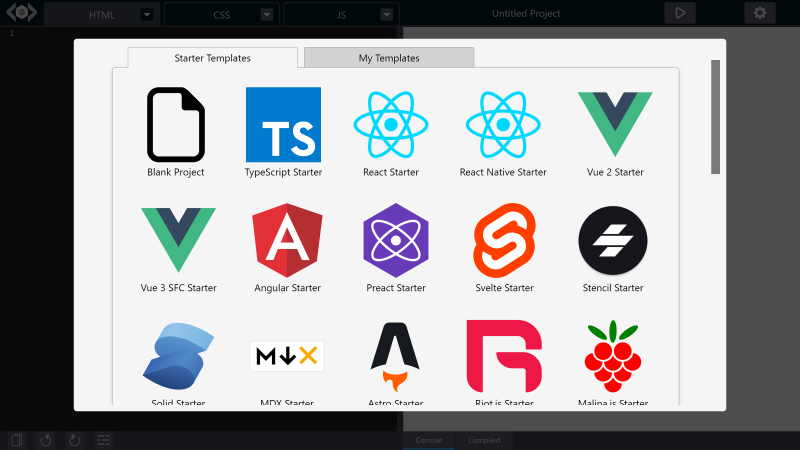 HTML CSS JS Untitled Project
1
Starter Templates My Templates
TS
Blank Project TypeScript Starter React Starter React Native Starter Vue 2 Starter
A
Vue 3 SFC Starter Angular Starter Preact Starter Svelte Starter Stencil Starter
M↓X
Solid Starter MDX Starter Astro Starter Riot.js Starter Malina.js Starter
Console Compiled